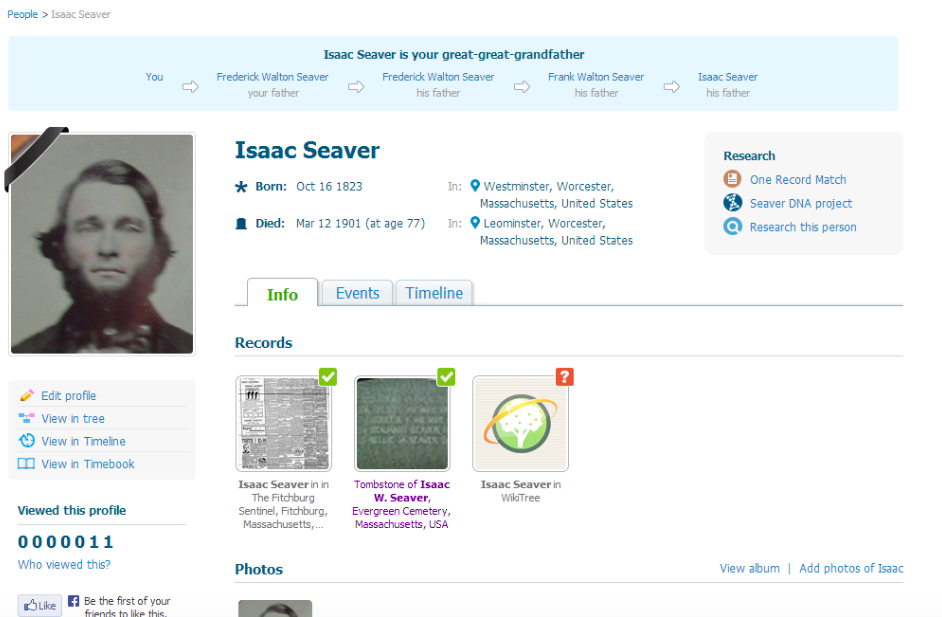 People > Isaac Seaver
Isaac Seaver is your great-great-grandfather
You
Frederick Walton Seaver
your father
Frederick Walton Seaver
his father
Frank Walton Seaver
his father
Isaac Seaver
his father
Isaac Seaver
Born: Oct 16 1823 In: Westminster, Worcester,
Massachusetts, United States
Died: Mar 12 1901 (at age 77) In: Leominster, Worcester,
Massachusetts, United States
Research
One Record Match
Seaver DNA project
Research this person
Info Events Timeline
Records
?
Isaac Seaver in in
The Fitchburg
Sentinel, Fitchburg,
Massachusetts,...
Tombstone of Isaac
W. Seaver,
Evergreen Cemetery,
Massachusetts, USA
Isaac Seaver in
WikiTree
Edit profile
View in tree
View in Timeline
View in Timebook
Viewed this profile
0000011
Who viewed this?
Like
Be the first of your
friends to like this.
Photos
View album | Add photos of Isaac